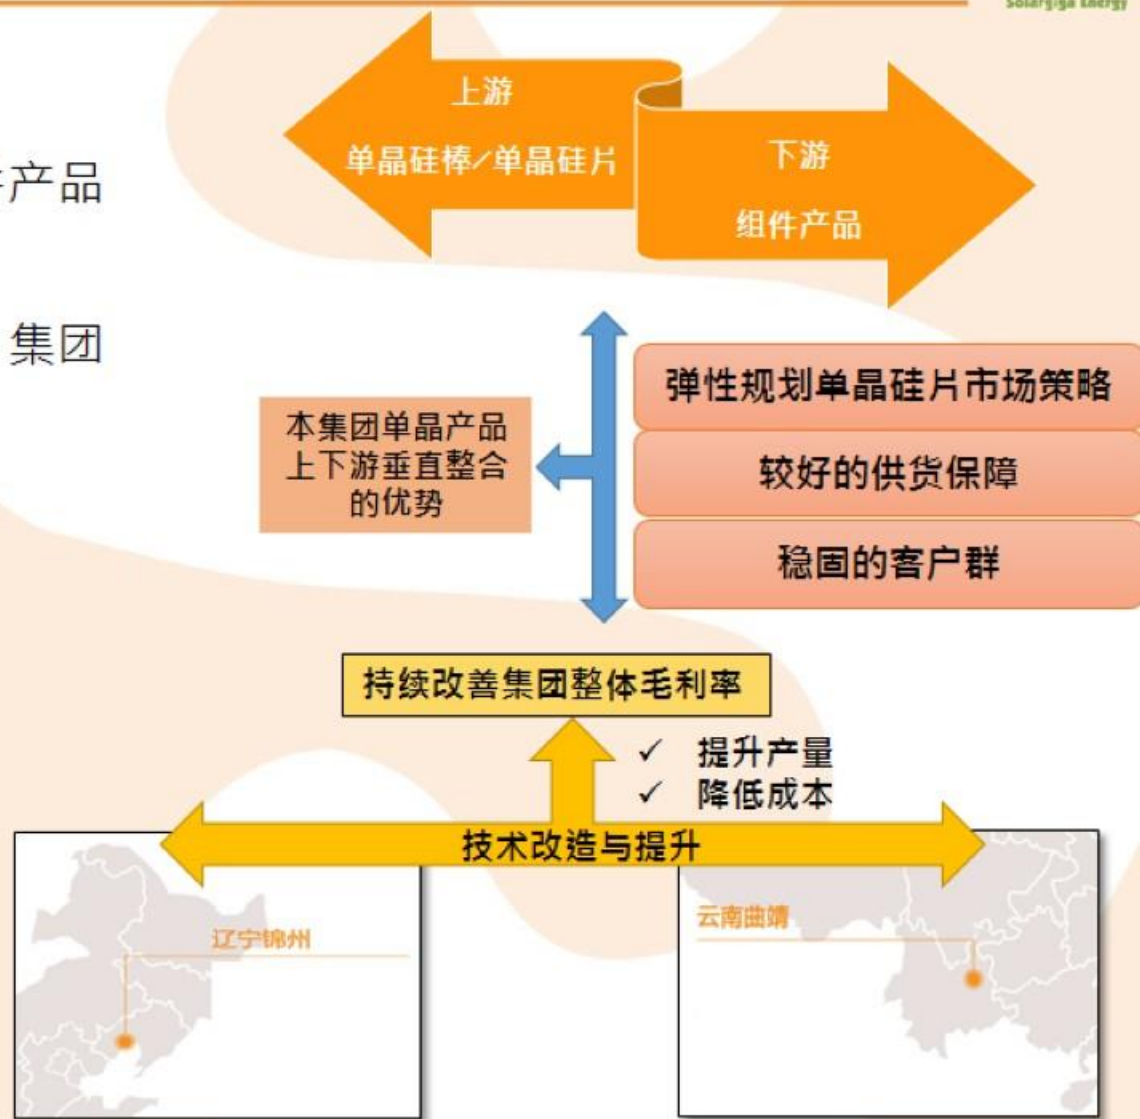 Solargiga Energy
上游
单晶硅棒/单晶硅片
下游
组件产品
产品
集团
弹性规划单晶硅片市场策略
较好的供货保障
稳固的客户群
本集团单晶产品
上下游垂直整合
的优势
持续改善集团整体毛利率
✓ 提升产量
✓ 降低成本
技术改造与提升
辽宁锦州
云南曲靖